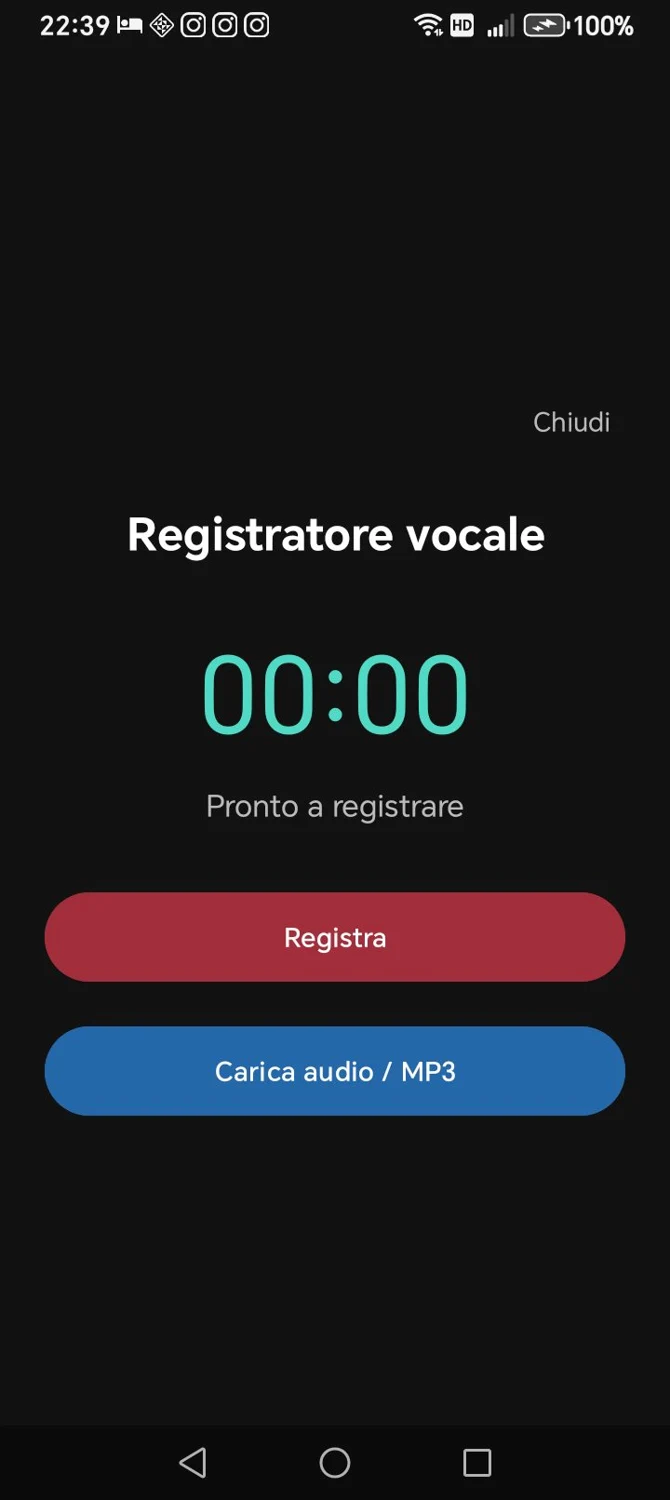 22:39
HD
100%
Chiudi
Registratore vocale
00:00
Pronto a registrare
Registra
Carica audio / MP3